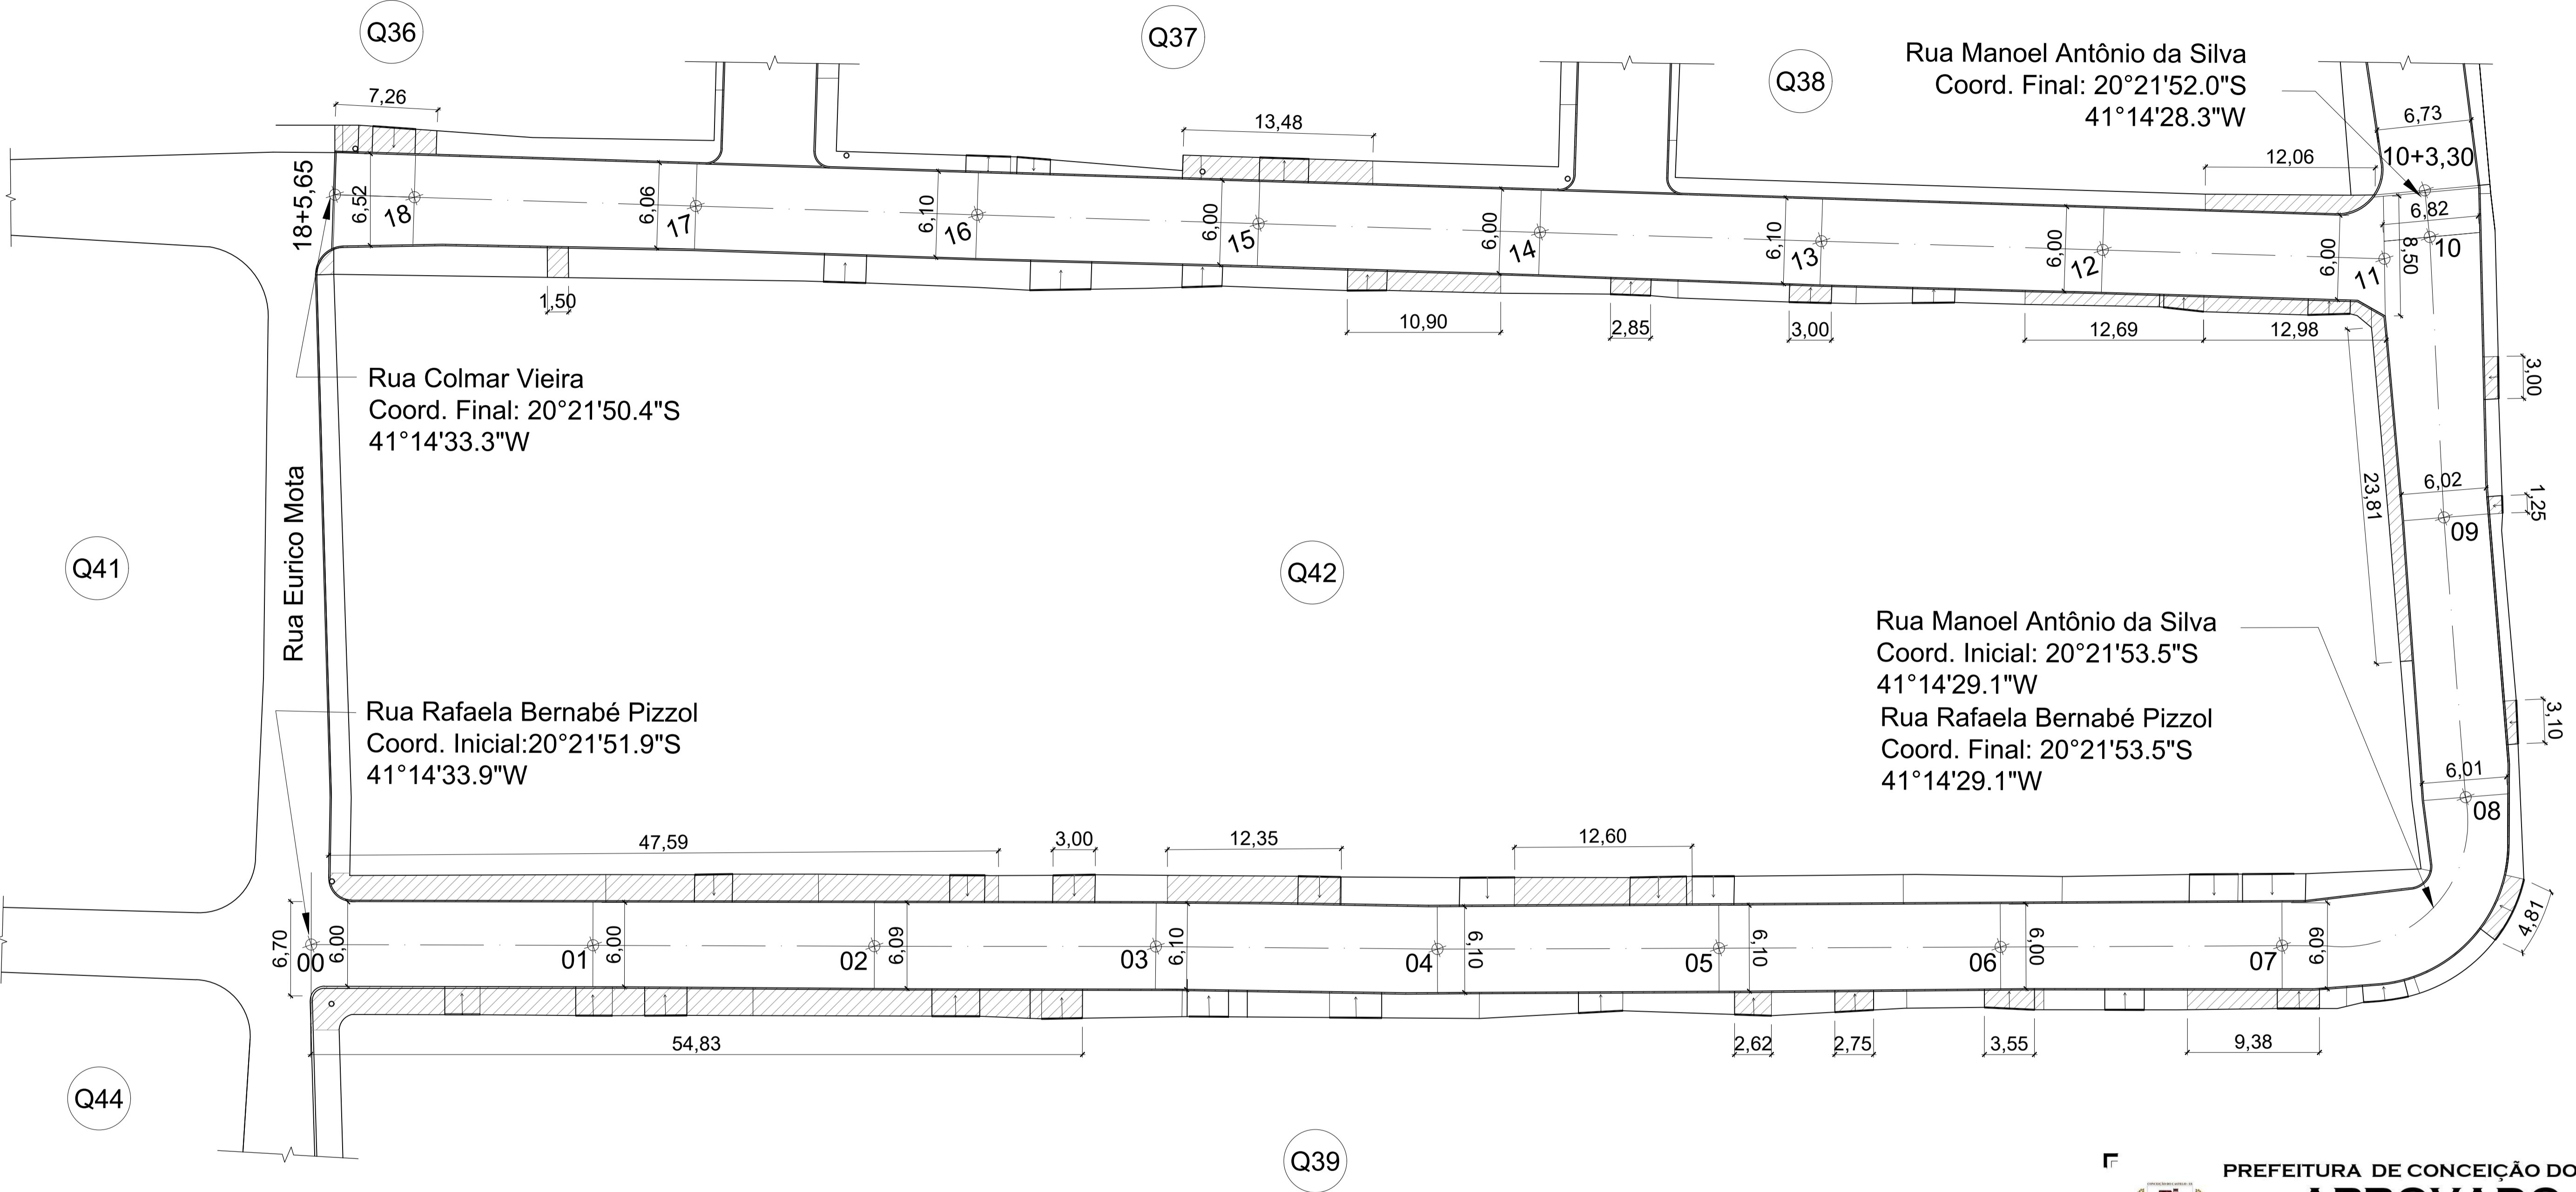 Q36
Q37
Q38
Rua Manoel Antônio da Silva
Coord. Final: 20°21'52.0"S
41°14'28.3"W
7,26
13,48
12,06
6,73
10+3,30
18+5,65
6,52
18
6,06
17
6,10
16
6,00
15
6,00
14
6,10
13
6,00
12
6,00
11
6,82
8,50
10
1,50
10,90
2,85
3,00
12,69
12,98
3,00
Rua Colmar Vieira
Coord. Final: 20°21'50.4"S
41°14'33.3"W
Rua Eurico Mota
Q41
Q42
23,81
6,02
09
1,25
Rua Manoel Antônio da Silva
Coord. Inicial: 20°21'53.5"S
41°14'29.1"W
Rua Rafaela Bernabé Pizzol
Coord. Final: 20°21'53.5"S
41°14'29.1"W
Rua Rafaela Bernabé Pizzol
Coord. Inicial:20°21'51.9"S
41°14'33.9"W
3,10
6,01
08
47,59
3,00
12,35
12,60
4,81
6,70
00
6,00
01
6,00
02
6,09
03
6,10
04
6,10
05
6,10
06
6,00
07
6,09
54,83
2,62
2,75
3,55
9,38
Q44
Q39
PREFEITURA DE CONCEIÇÃO DO